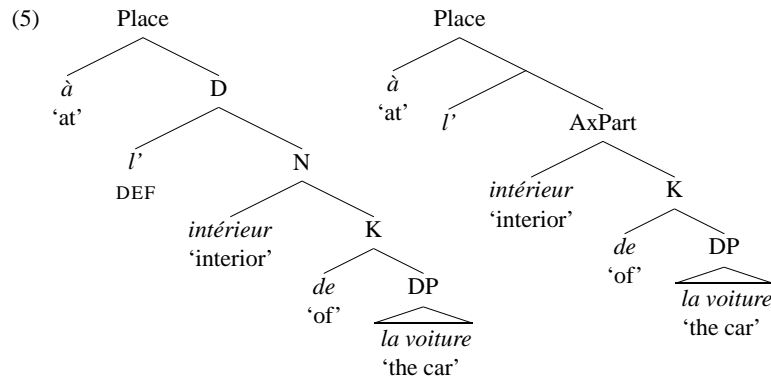 (5) Place Place
à D à
‘at’ ‘at’
l’ N l’ AxPart
DEF
intérieur K intérieur K
‘interior’ ‘interior’
de DP de DP
‘of’ ‘of’
la voiture la voiture
‘the car’ ‘the car’